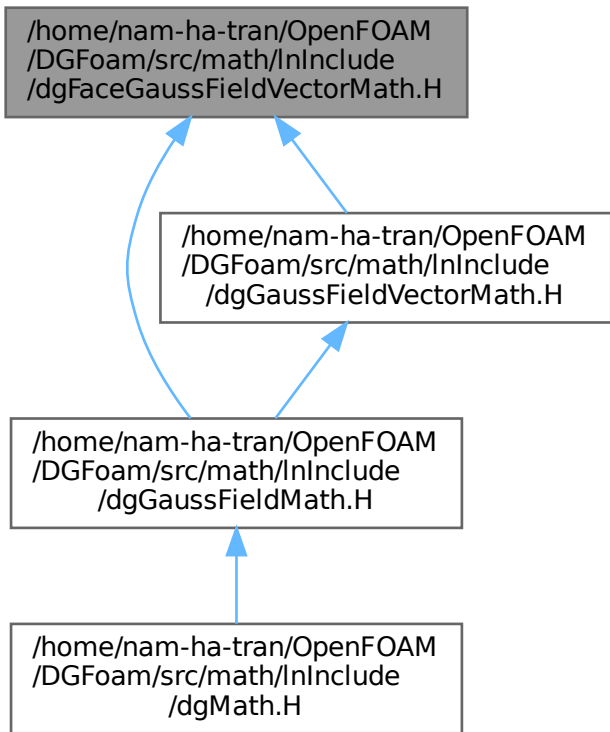 /home/nam-ha-tran/OpenFOAM
/DGFoam/src/math/lnInclude
/dgFaceGaussFieldVectorMath.H
/home/nam-ha-tran/OpenFOAM
/DGFoam/src/math/lnInclude
/dgGaussFieldVectorMath.H
/home/nam-ha-tran/OpenFOAM
/DGFoam/src/math/lnInclude
/dgGaussFieldMath.H
/home/nam-ha-tran/OpenFOAM
/DGFoam/src/math/lnInclude
/dgMath.H